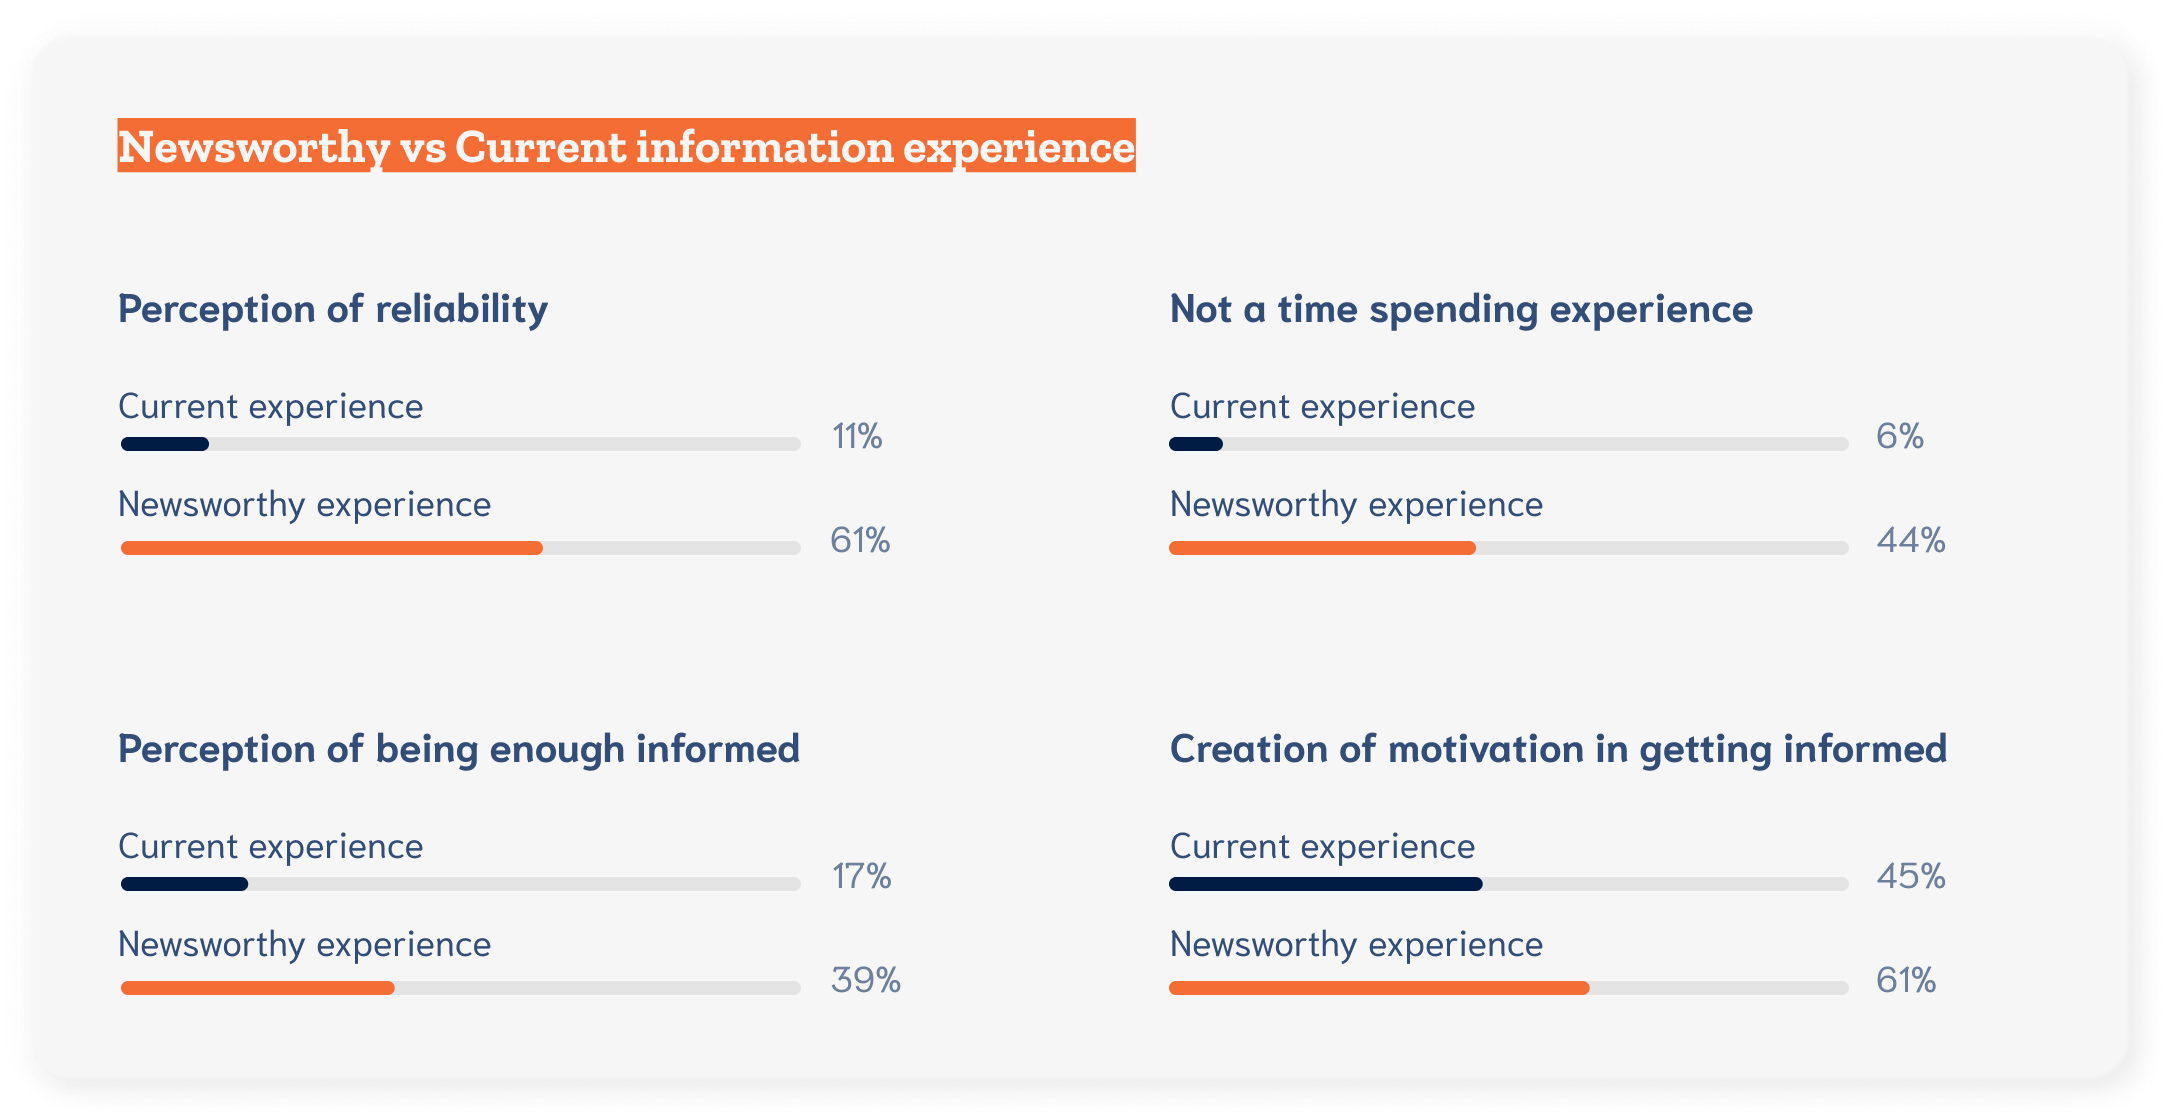 Newsworthy vs Current information experience
Perception of reliability
Current experience
11%
Newsworthy experience
61%
Not a time spending experience
Current experience
6%
Newsworthy experience
44%
Perception of being enough informed
Current experience
17%
Newsworthy experience
39%
Creation of motivation in getting informed
Current experience
45%
Newsworthy experience
61%